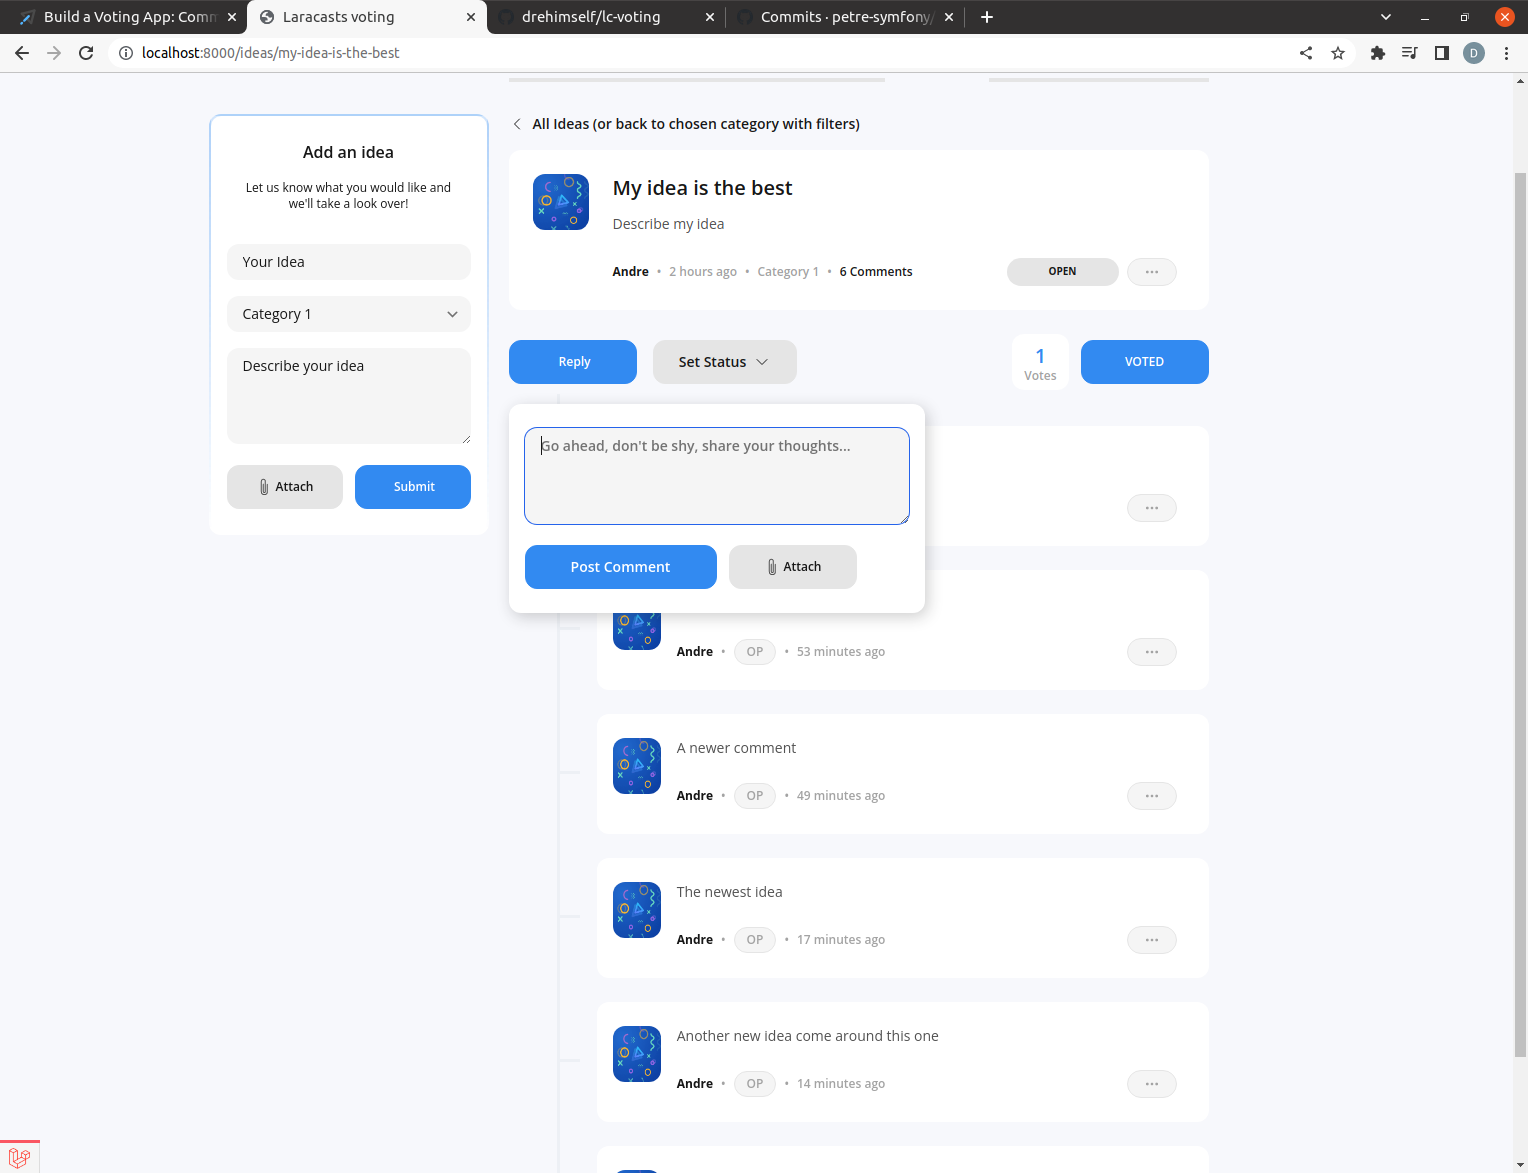 Build a Voting App: Comm
Laracasts voting
drehimself/lc-voting
Commits · petre-symfony/
localhost:8000/ideas/my-idea-is-the-best
D
Add an idea
Let us know what you would like and
we'll take a look over!
Your Idea
Category 1
Describe your idea
Attach
Submit
All Ideas (or back to chosen category with filters)
My idea is the best
Describe my idea
Andre • 2 hours ago • Category 1 • 6 Comments
OPEN
Reply
Set Status
1
Votes
VOTED
Go ahead, don't be shy, share your thoughts...
Post Comment
Attach
Andre • OP • 53 minutes ago
A newer comment
Andre • OP • 49 minutes ago
The newest idea
Andre • OP • 17 minutes ago
Another new idea come around this one
Andre • OP • 14 minutes ago